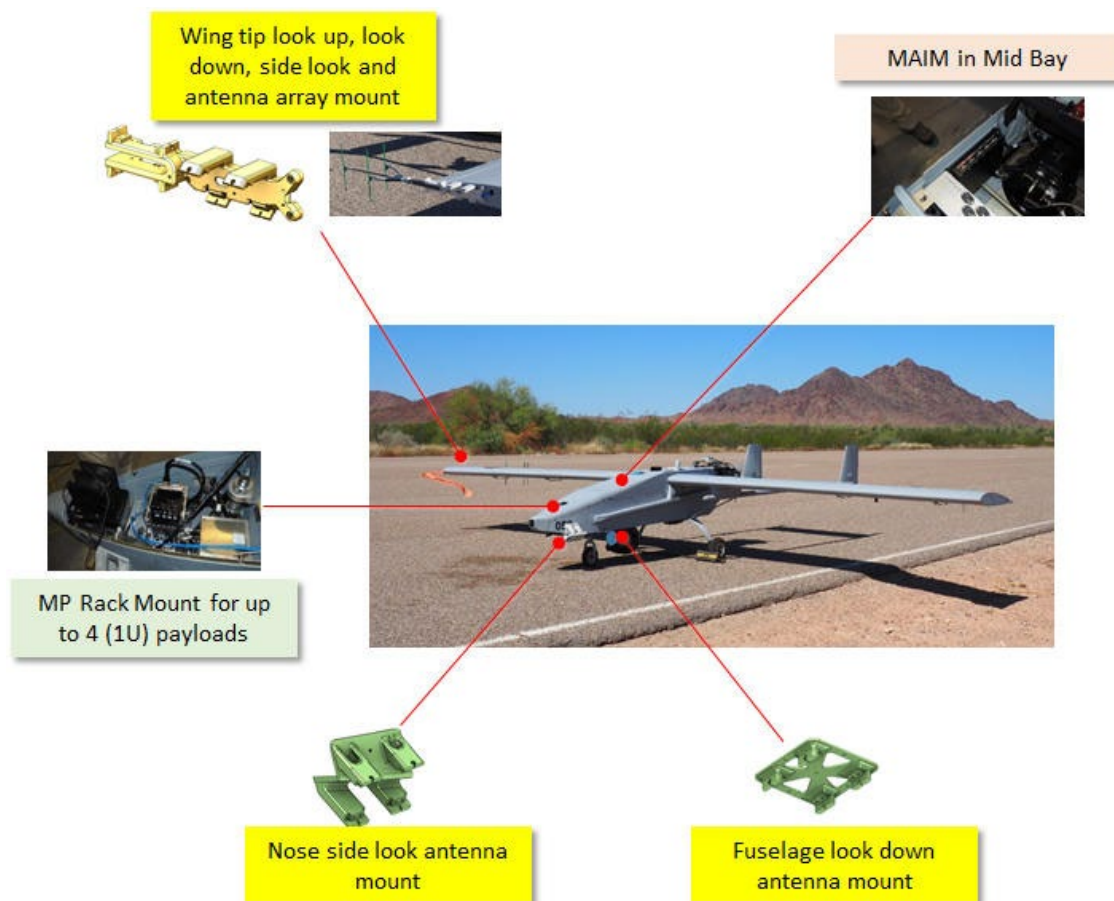 Wing tip look up, look
down, side look and
antenna array mount
MAIM in Mid Bay
MP Rack Mount for up
to 4 (1U) payloads
Nose side look antenna
mount
Fuselage look down
antenna mount